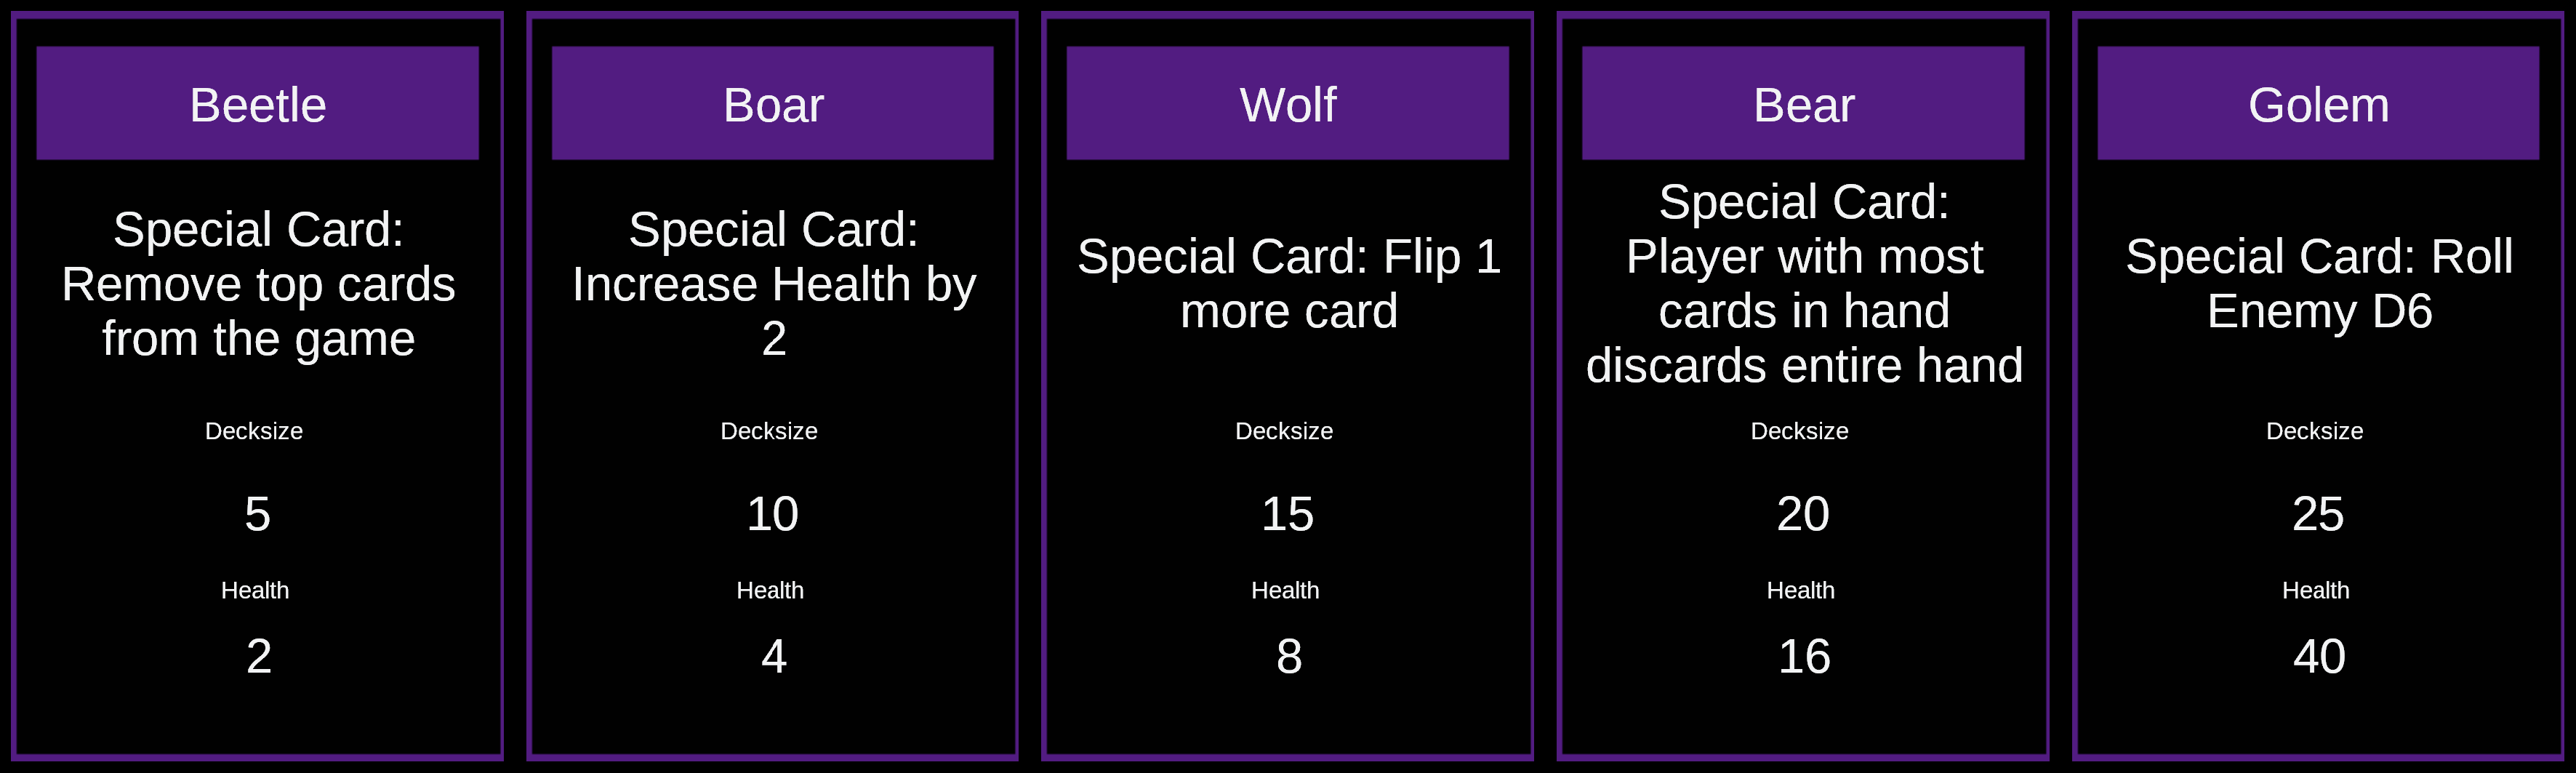 Beetle
Special Card:
Remove top cards
from the game
Decksize
5
Health
2
Boar
Special Card:
Increase Health by
2
Decksize
10
Health
4
Wolf
Special Card: Flip 1
more card
Decksize
15
Health
8
Bear
Special Card:
Player with most
cards in hand
discards entire hand
Decksize
20
Health
16
Golem
Special Card: Roll
Enemy D6
Decksize
25
Health
40